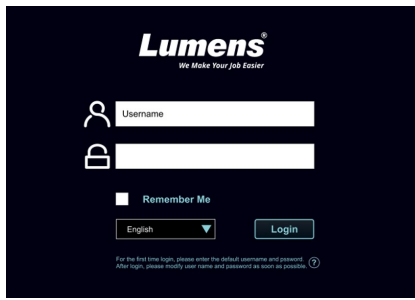 Lumens®
We Make Your Job Easier
Username
Remember Me
English
Login
For the first time login, please enter the default username and pssword.
After login, please modify user name and password as soon as possible. ?